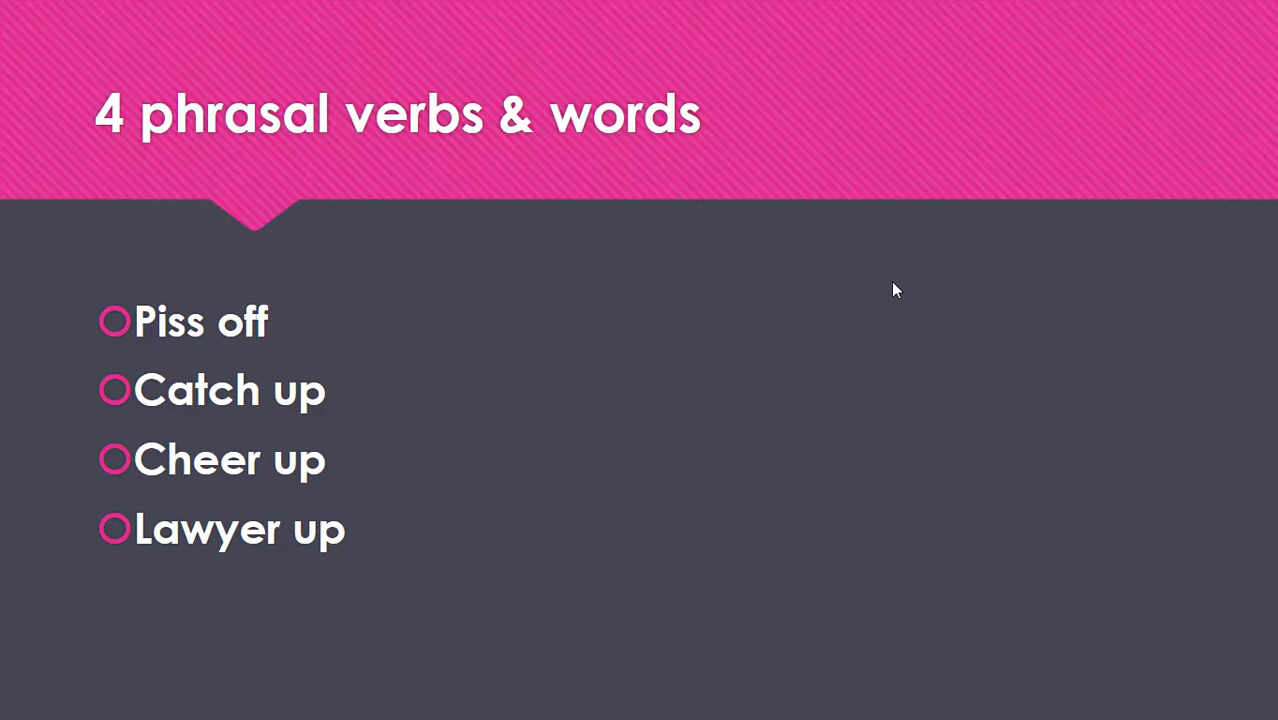 4 phrasal verbs & words
Piss off
Catch up
Cheer up
Lawyer up